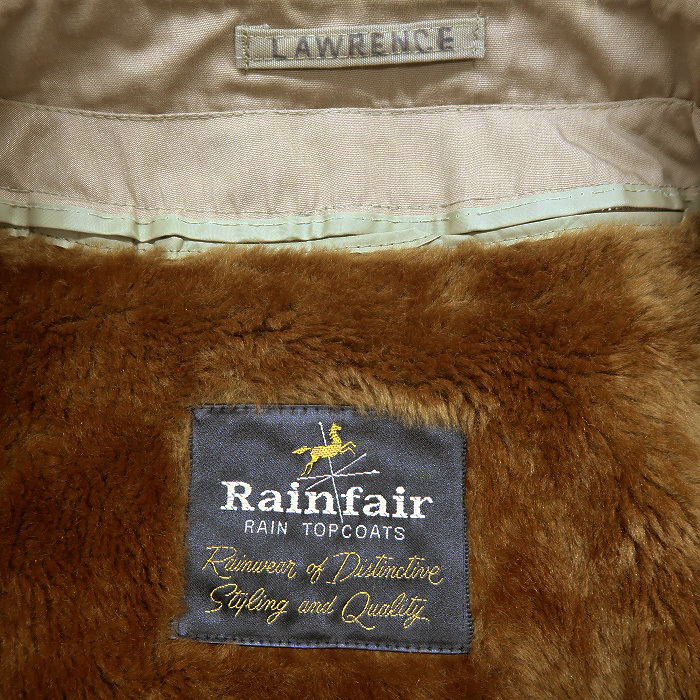 LAWRENCE
Rainfair
RAIN TOPCOATS
Rainwear of Distinctive
Styling and Quality